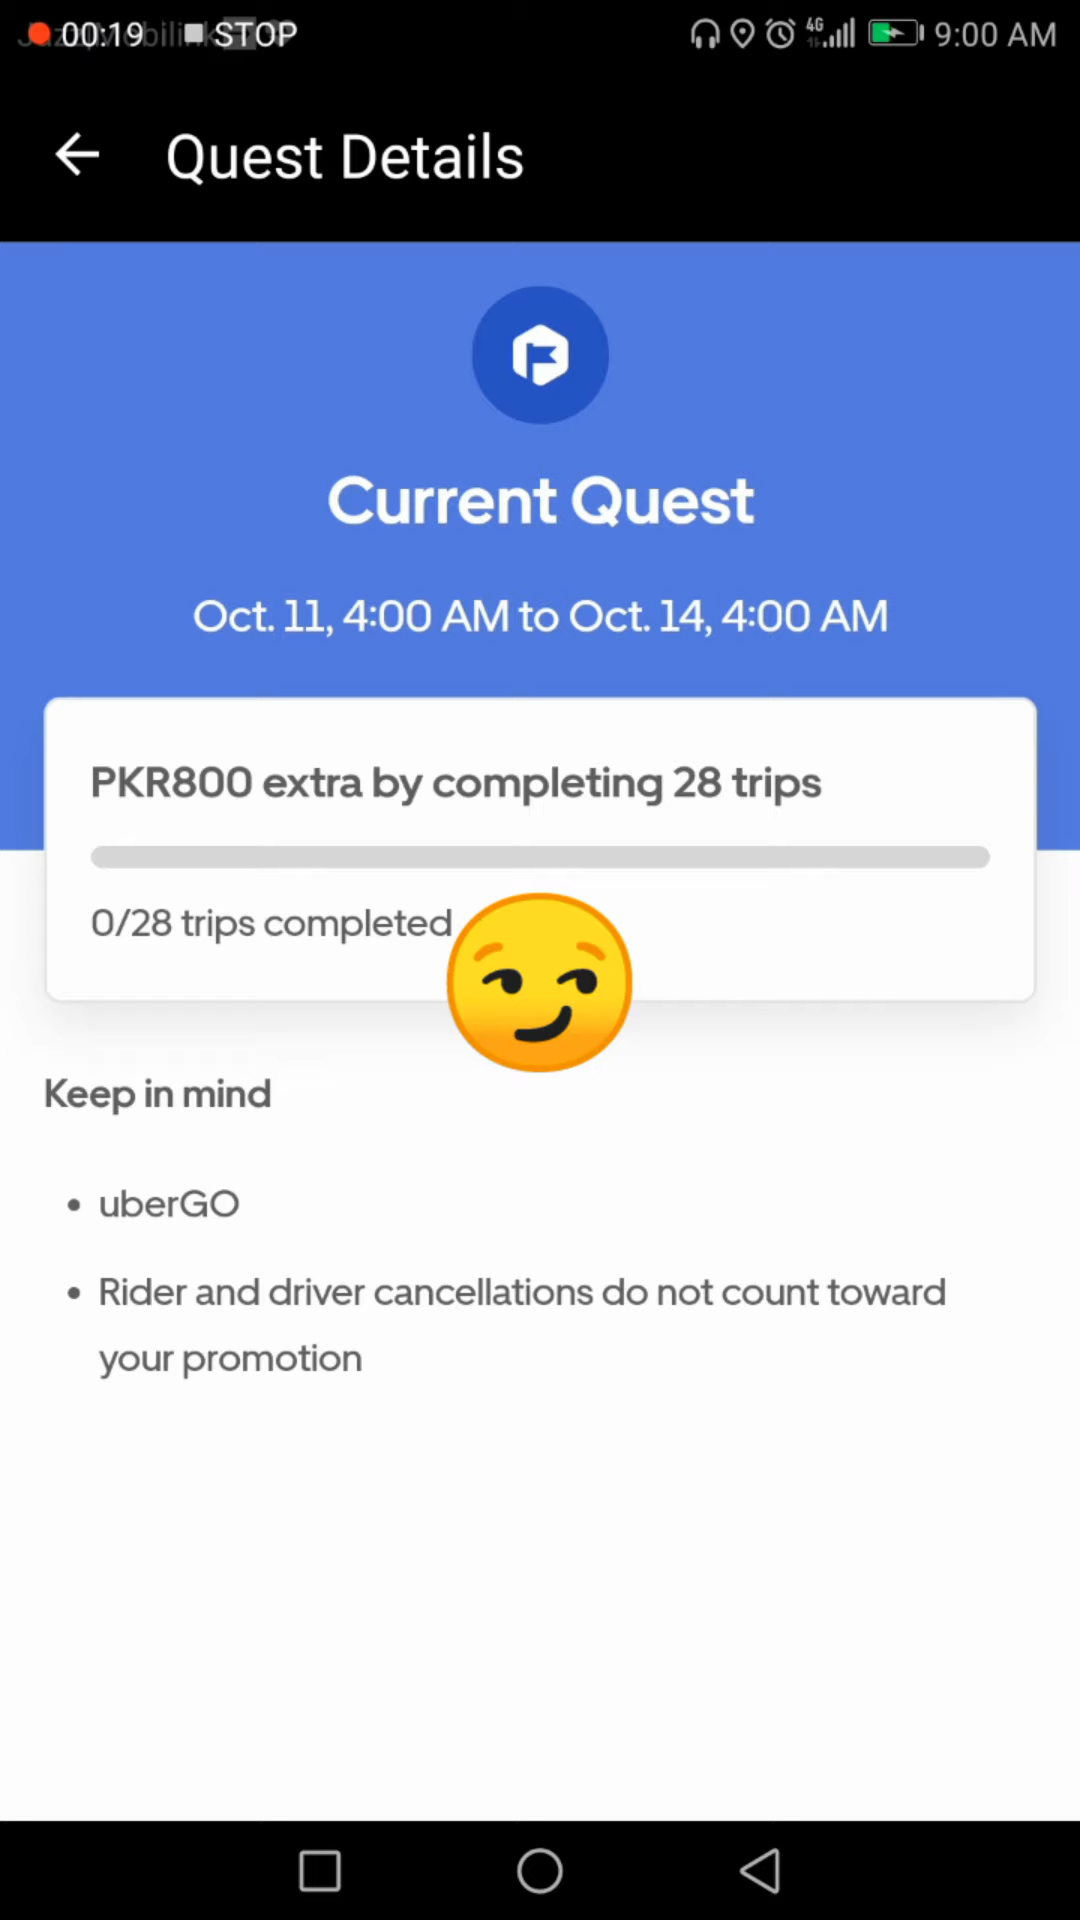 00:19 STOP 4G 9:00 AM
Quest Details
Current Quest
Oct. 11, 4:00 AM to Oct. 14, 4:00 AM
PKR800 extra by completing 28 trips
0/28 trips completed
Keep in mind
• uberGO
• Rider and driver cancellations do not count toward
your promotion